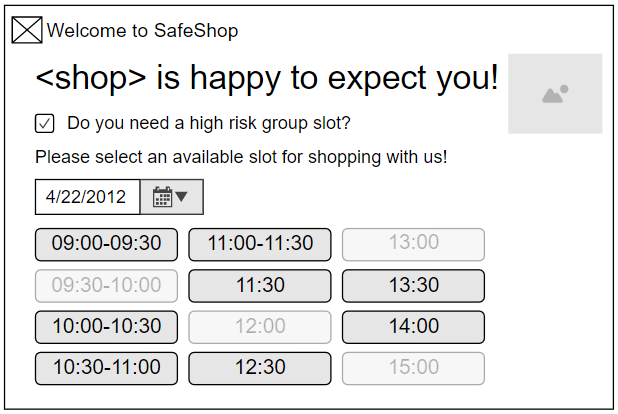 Welcome to SafeShop
<shop> is happy to expect you!
Do you need a high risk group slot?
Please select an available slot for shopping with us!
4/22/2012
09:00-09:30 11:00-11:30 13:00
09:30-10:00 11:30 13:30
10:00-10:30 12:00 14:00
10:30-11:00 12:30 15:00